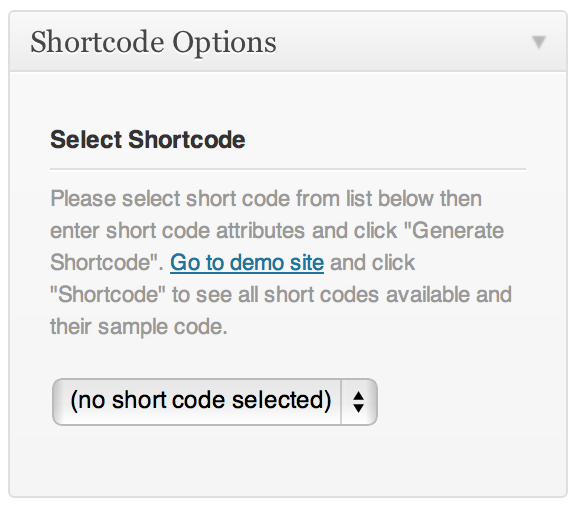 Shortcode Options
Select Shortcode
Please select short code from list below then
enter short code attributes and click "Generate
Shortcode". Go to demo site and click
"Shortcode" to see all short codes available and
their sample code.
(no short code selected)